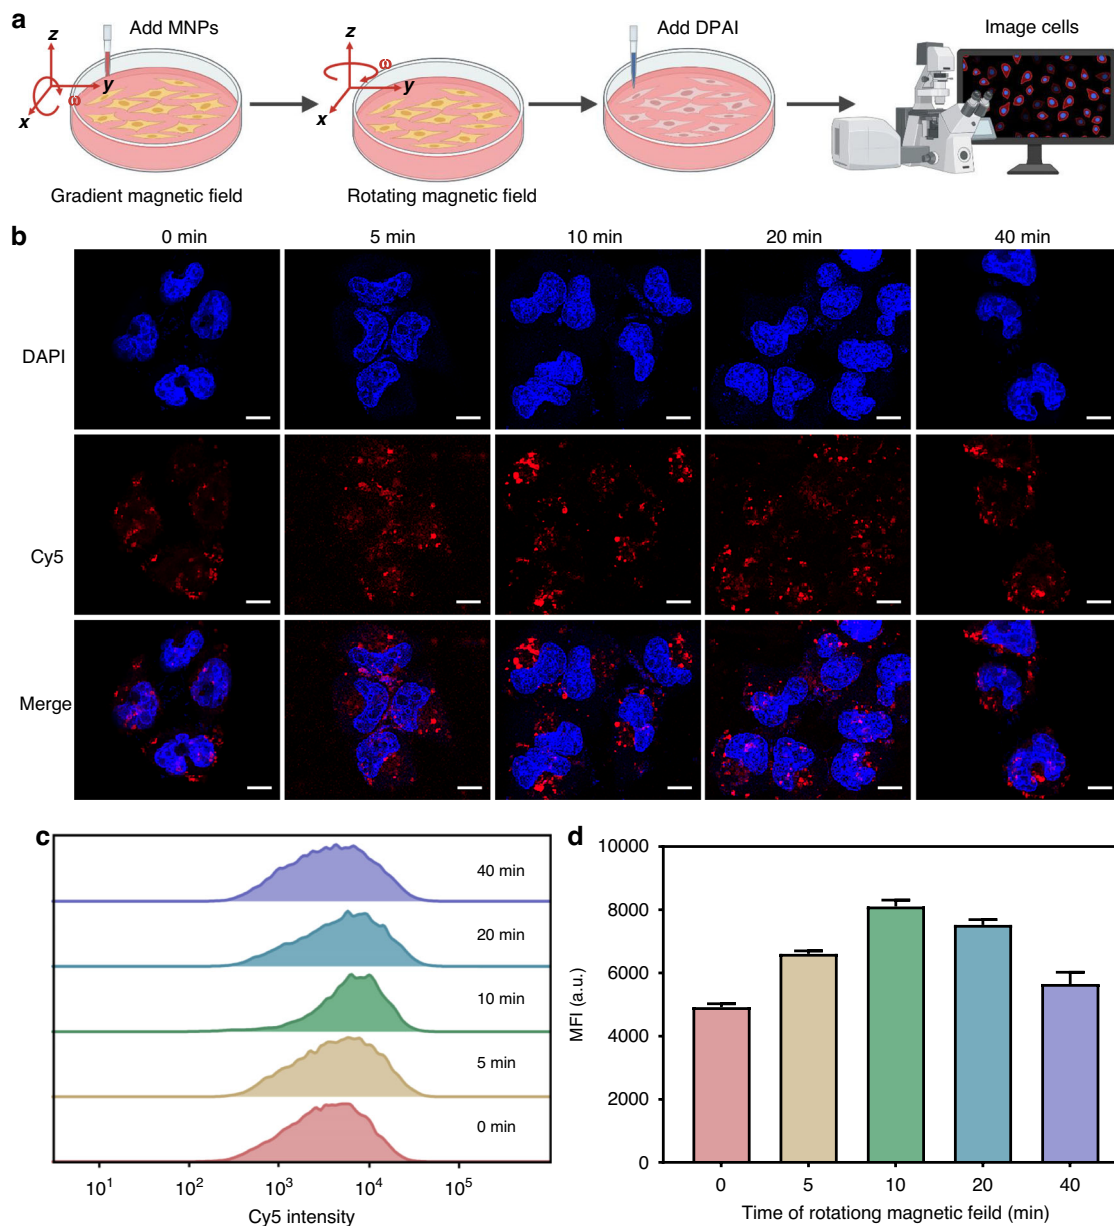 a
Add MNPs
Add DPAI
Image cells
z
y
x
ω
z
y
x
ω
Gradient magnetic field
Rotating magnetic field
b
0 min
5 min
10 min
20 min
40 min
DAPI
Cy5
Merge
c
40 min
20 min
10 min
5 min
0 min
10¹
10²
10³
10⁴
10⁵
Cy5 intensity
d
10000
8000
6000
4000
2000
0
MFI (a.u.)
0
5
10
20
40
Time of rotationg magnetic feild (min)